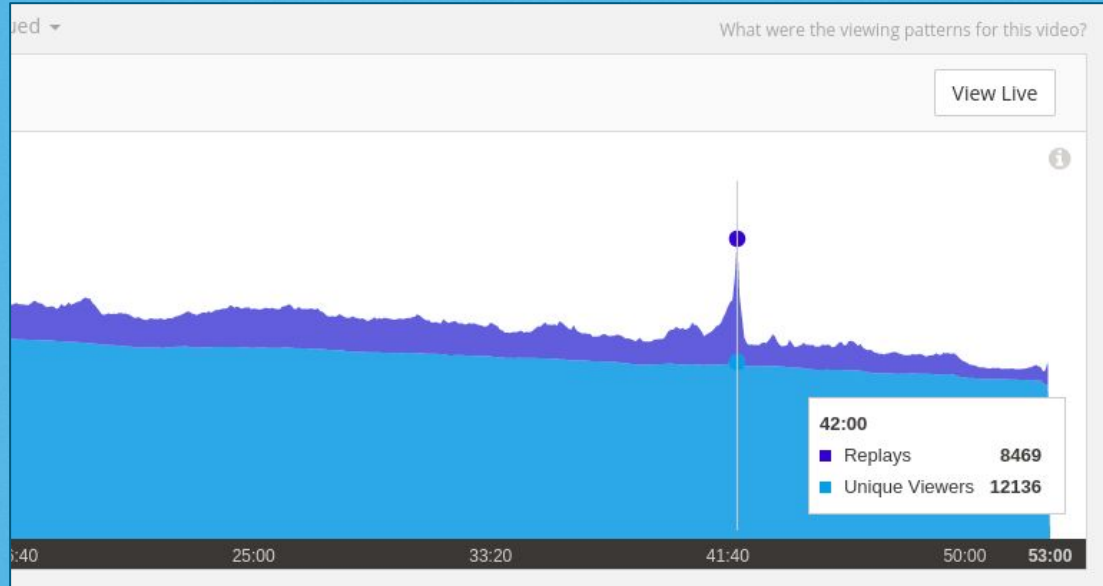 ued
What were the viewing patterns for this video?
View Live
42:00
Replays 8469
Unique Viewers 12136
:40 25:00 33:20 41:40 50:00 53:00